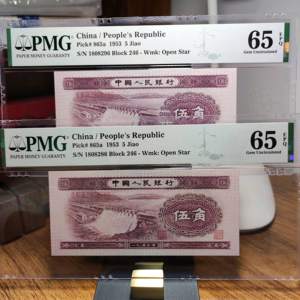 PMG
PAPER MONEY GUARANTY
China / People's Republic
Pick# 865a 1953 5 Jiao
S/N 1808296 Block 246 - Wmk: Open Star
65 EPQ
Gem Uncirculated
中国人民银行
伍角
PMG
PAPER MONEY GUARANTY
China / People's Republic
Pick# 865a 1953 5 Jiao
S/N 1808286 Block 246 - Wmk: Open Star
65 EPQ
Gem Uncirculated
中国人民银行
伍角